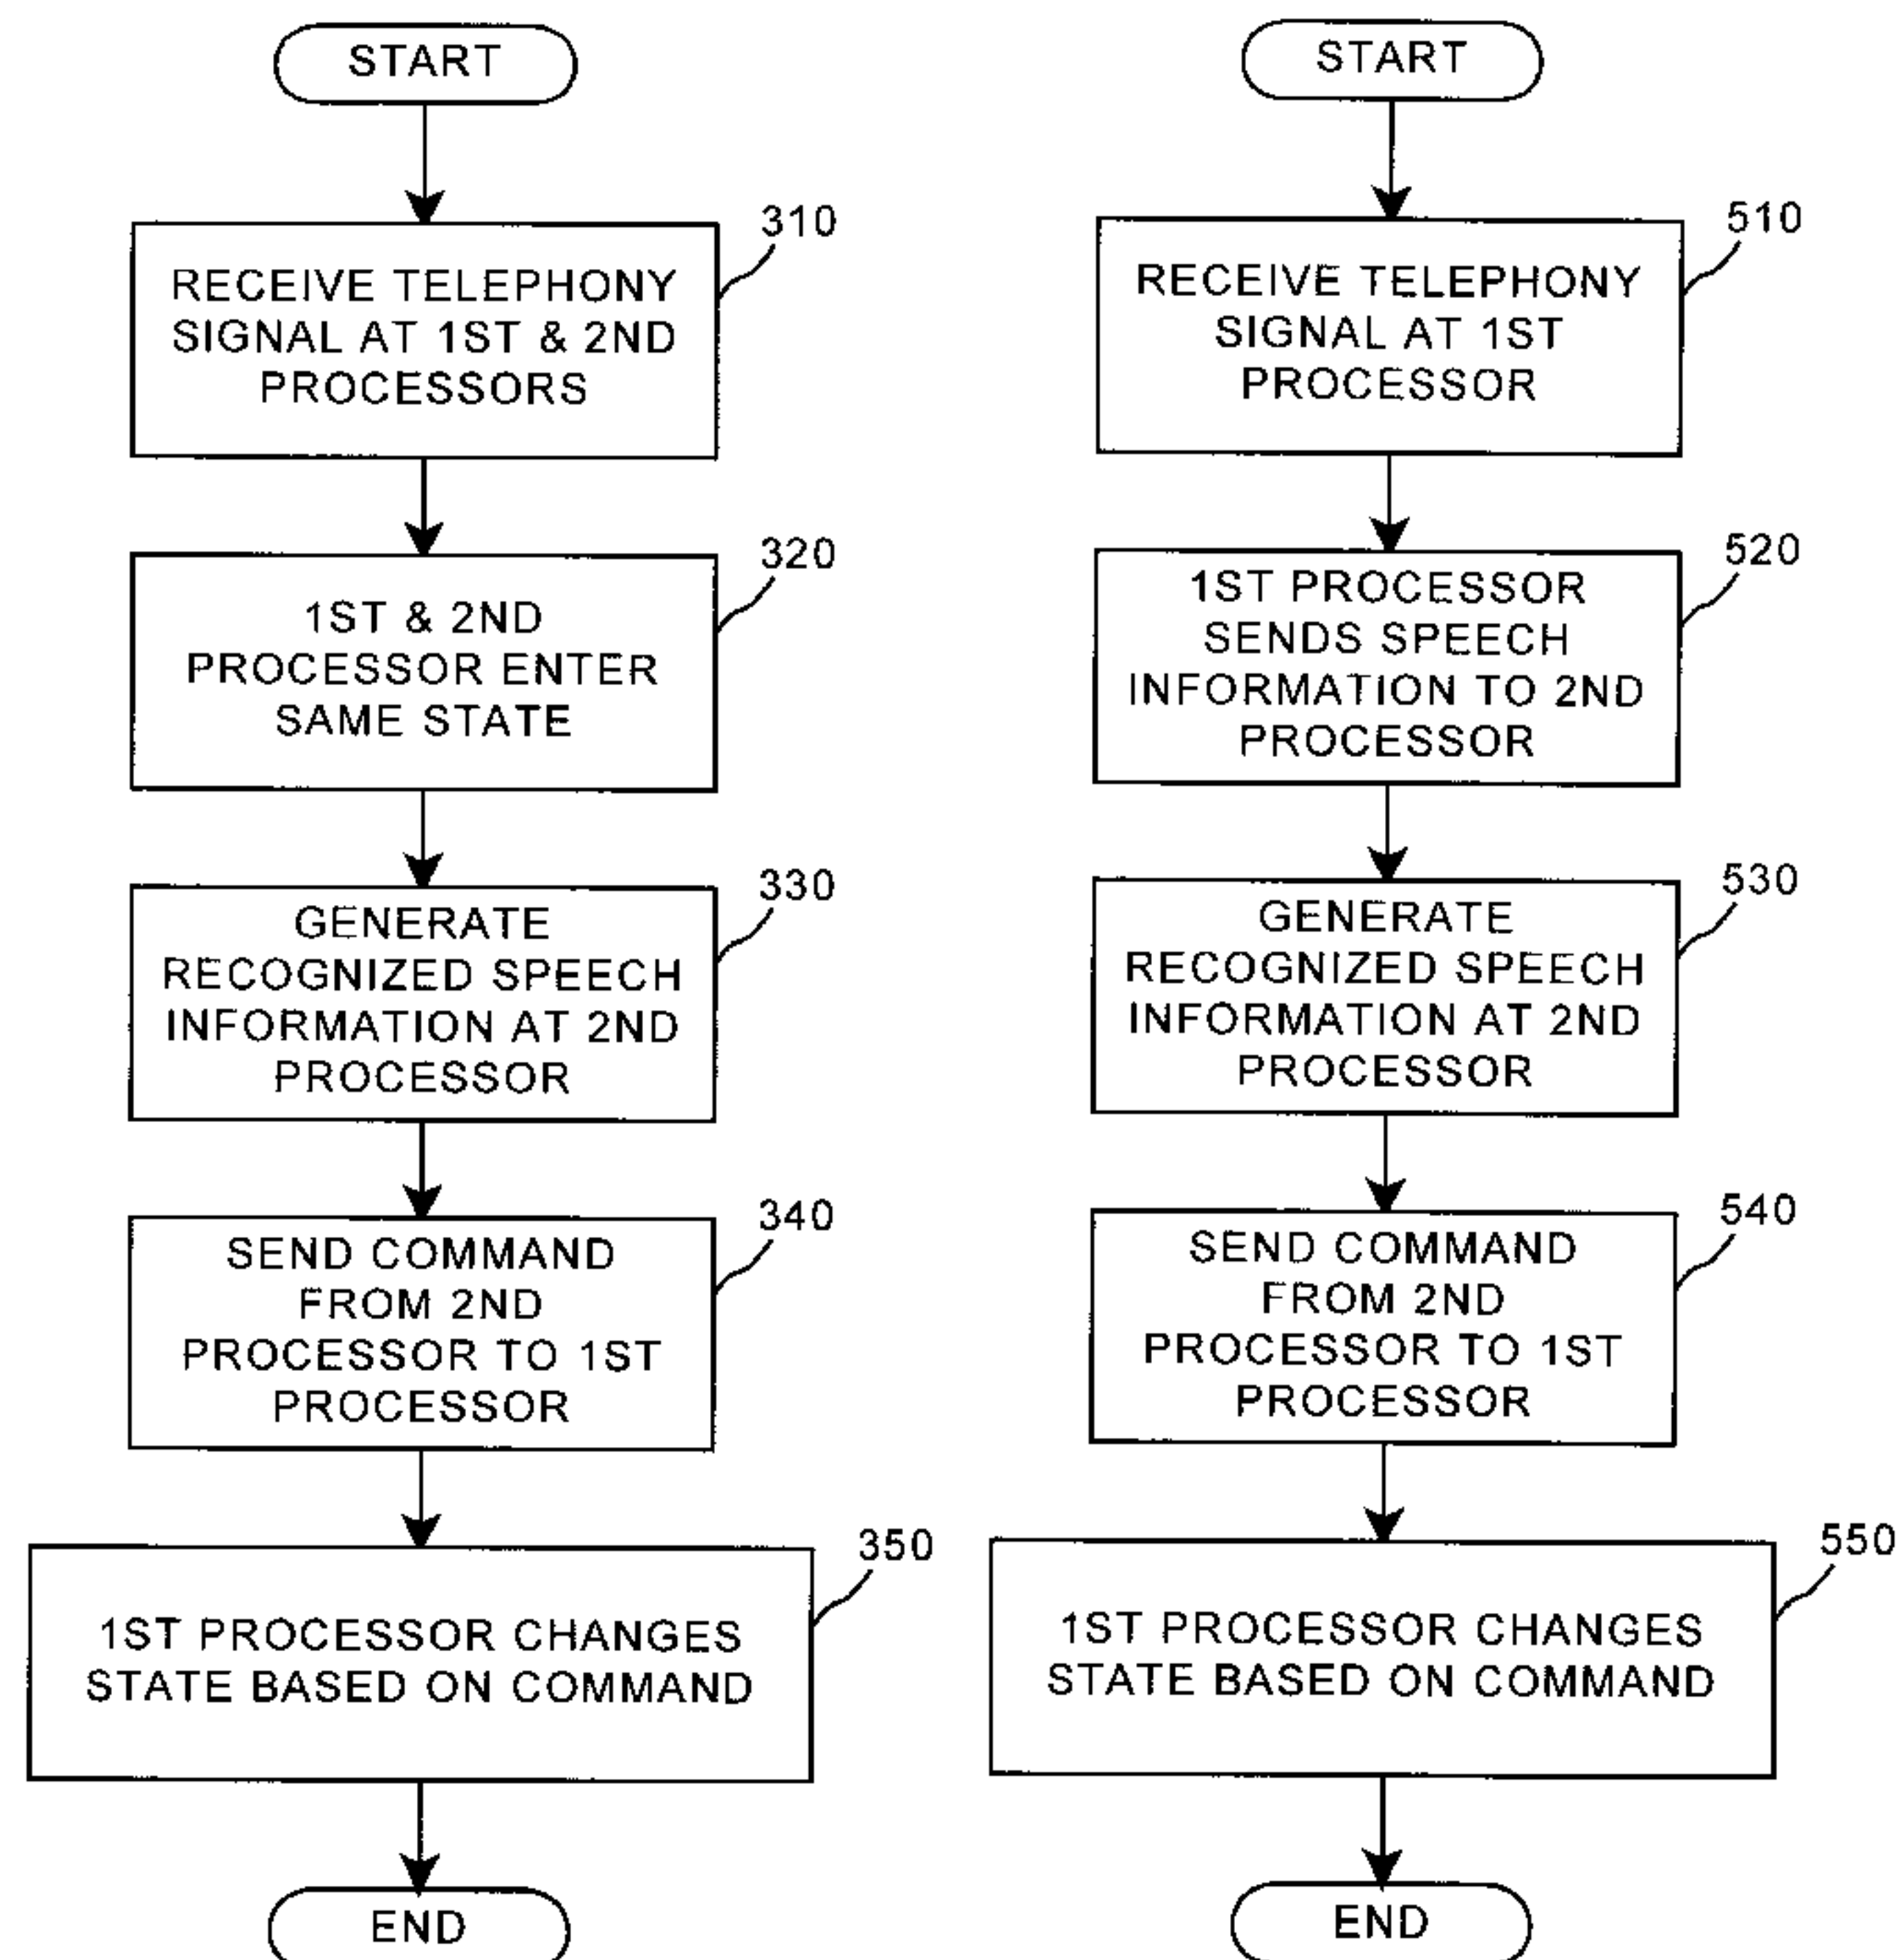 START
310
RECEIVE TELEPHONY
SIGNAL AT 1ST & 2ND
PROCESSORS
320
1ST & 2ND
PROCESSOR ENTER
SAME STATE
330
GENERATE
RECOGNIZED SPEECH
INFORMATION AT 2ND
PROCESSOR
340
SEND COMMAND
FROM 2ND
PROCESSOR TO 1ST
PROCESSOR
350
1ST PROCESSOR CHANGES
STATE BASED ON COMMAND
END
START
510
RECEIVE TELEPHONY
SIGNAL AT 1ST
PROCESSOR
520
1ST PROCESSOR
SENDS SPEECH
INFORMATION TO 2ND
PROCESSOR
530
GENERATE
RECOGNIZED SPEECH
INFORMATION AT 2ND
PROCESSOR
540
SEND COMMAND
FROM 2ND
PROCESSOR TO 1ST
PROCESSOR
550
1ST PROCESSOR CHANGES
STATE BASED ON COMMAND
END